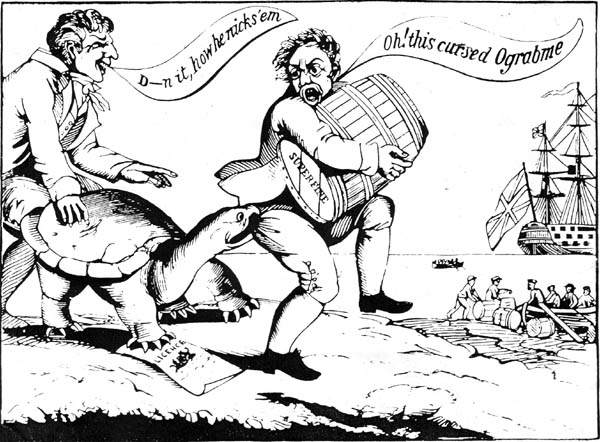 D—n it, how he nicks 'em
Oh! this cursed Ograbme
SUPERFINE